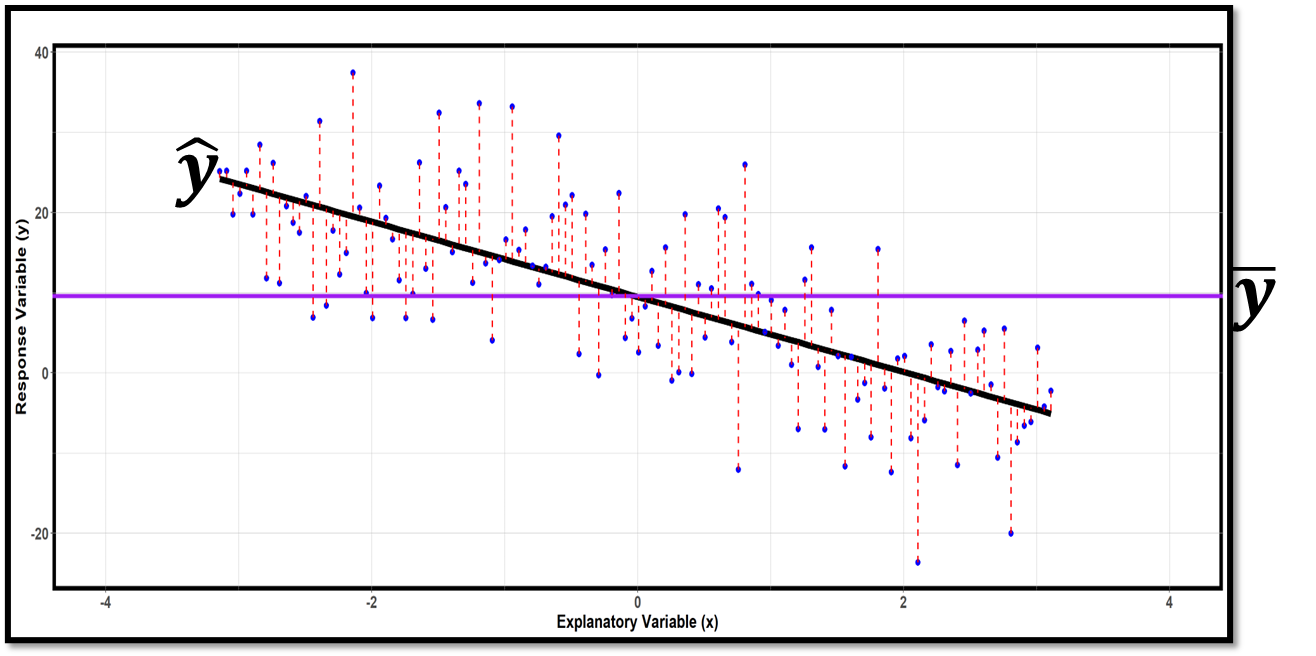 40
20
0
-20
-4 -2 0 2 4
Response Variable (y)
Explanatory Variable (x)
ŷ
y̅